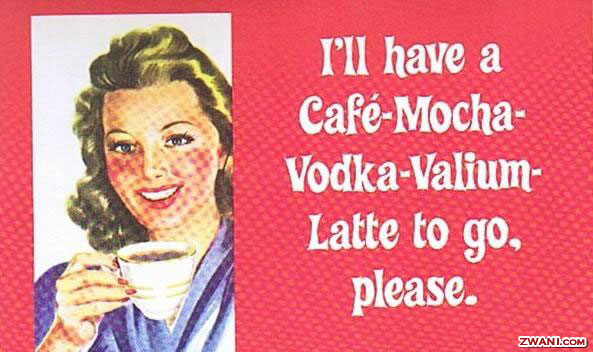 I'll have a
Café-Mocha-
Vodka-Valium-
Latte to go,
please.
ZWANI.COM